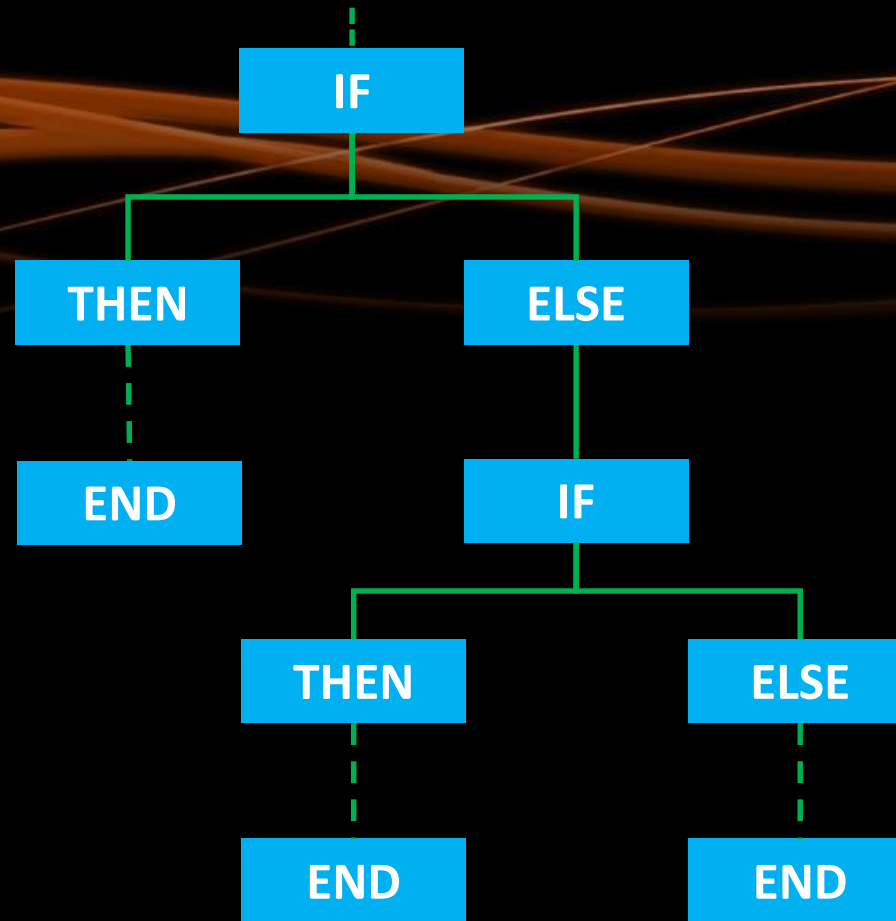 IF
THEN
ELSE
END
IF
THEN
ELSE
END
END